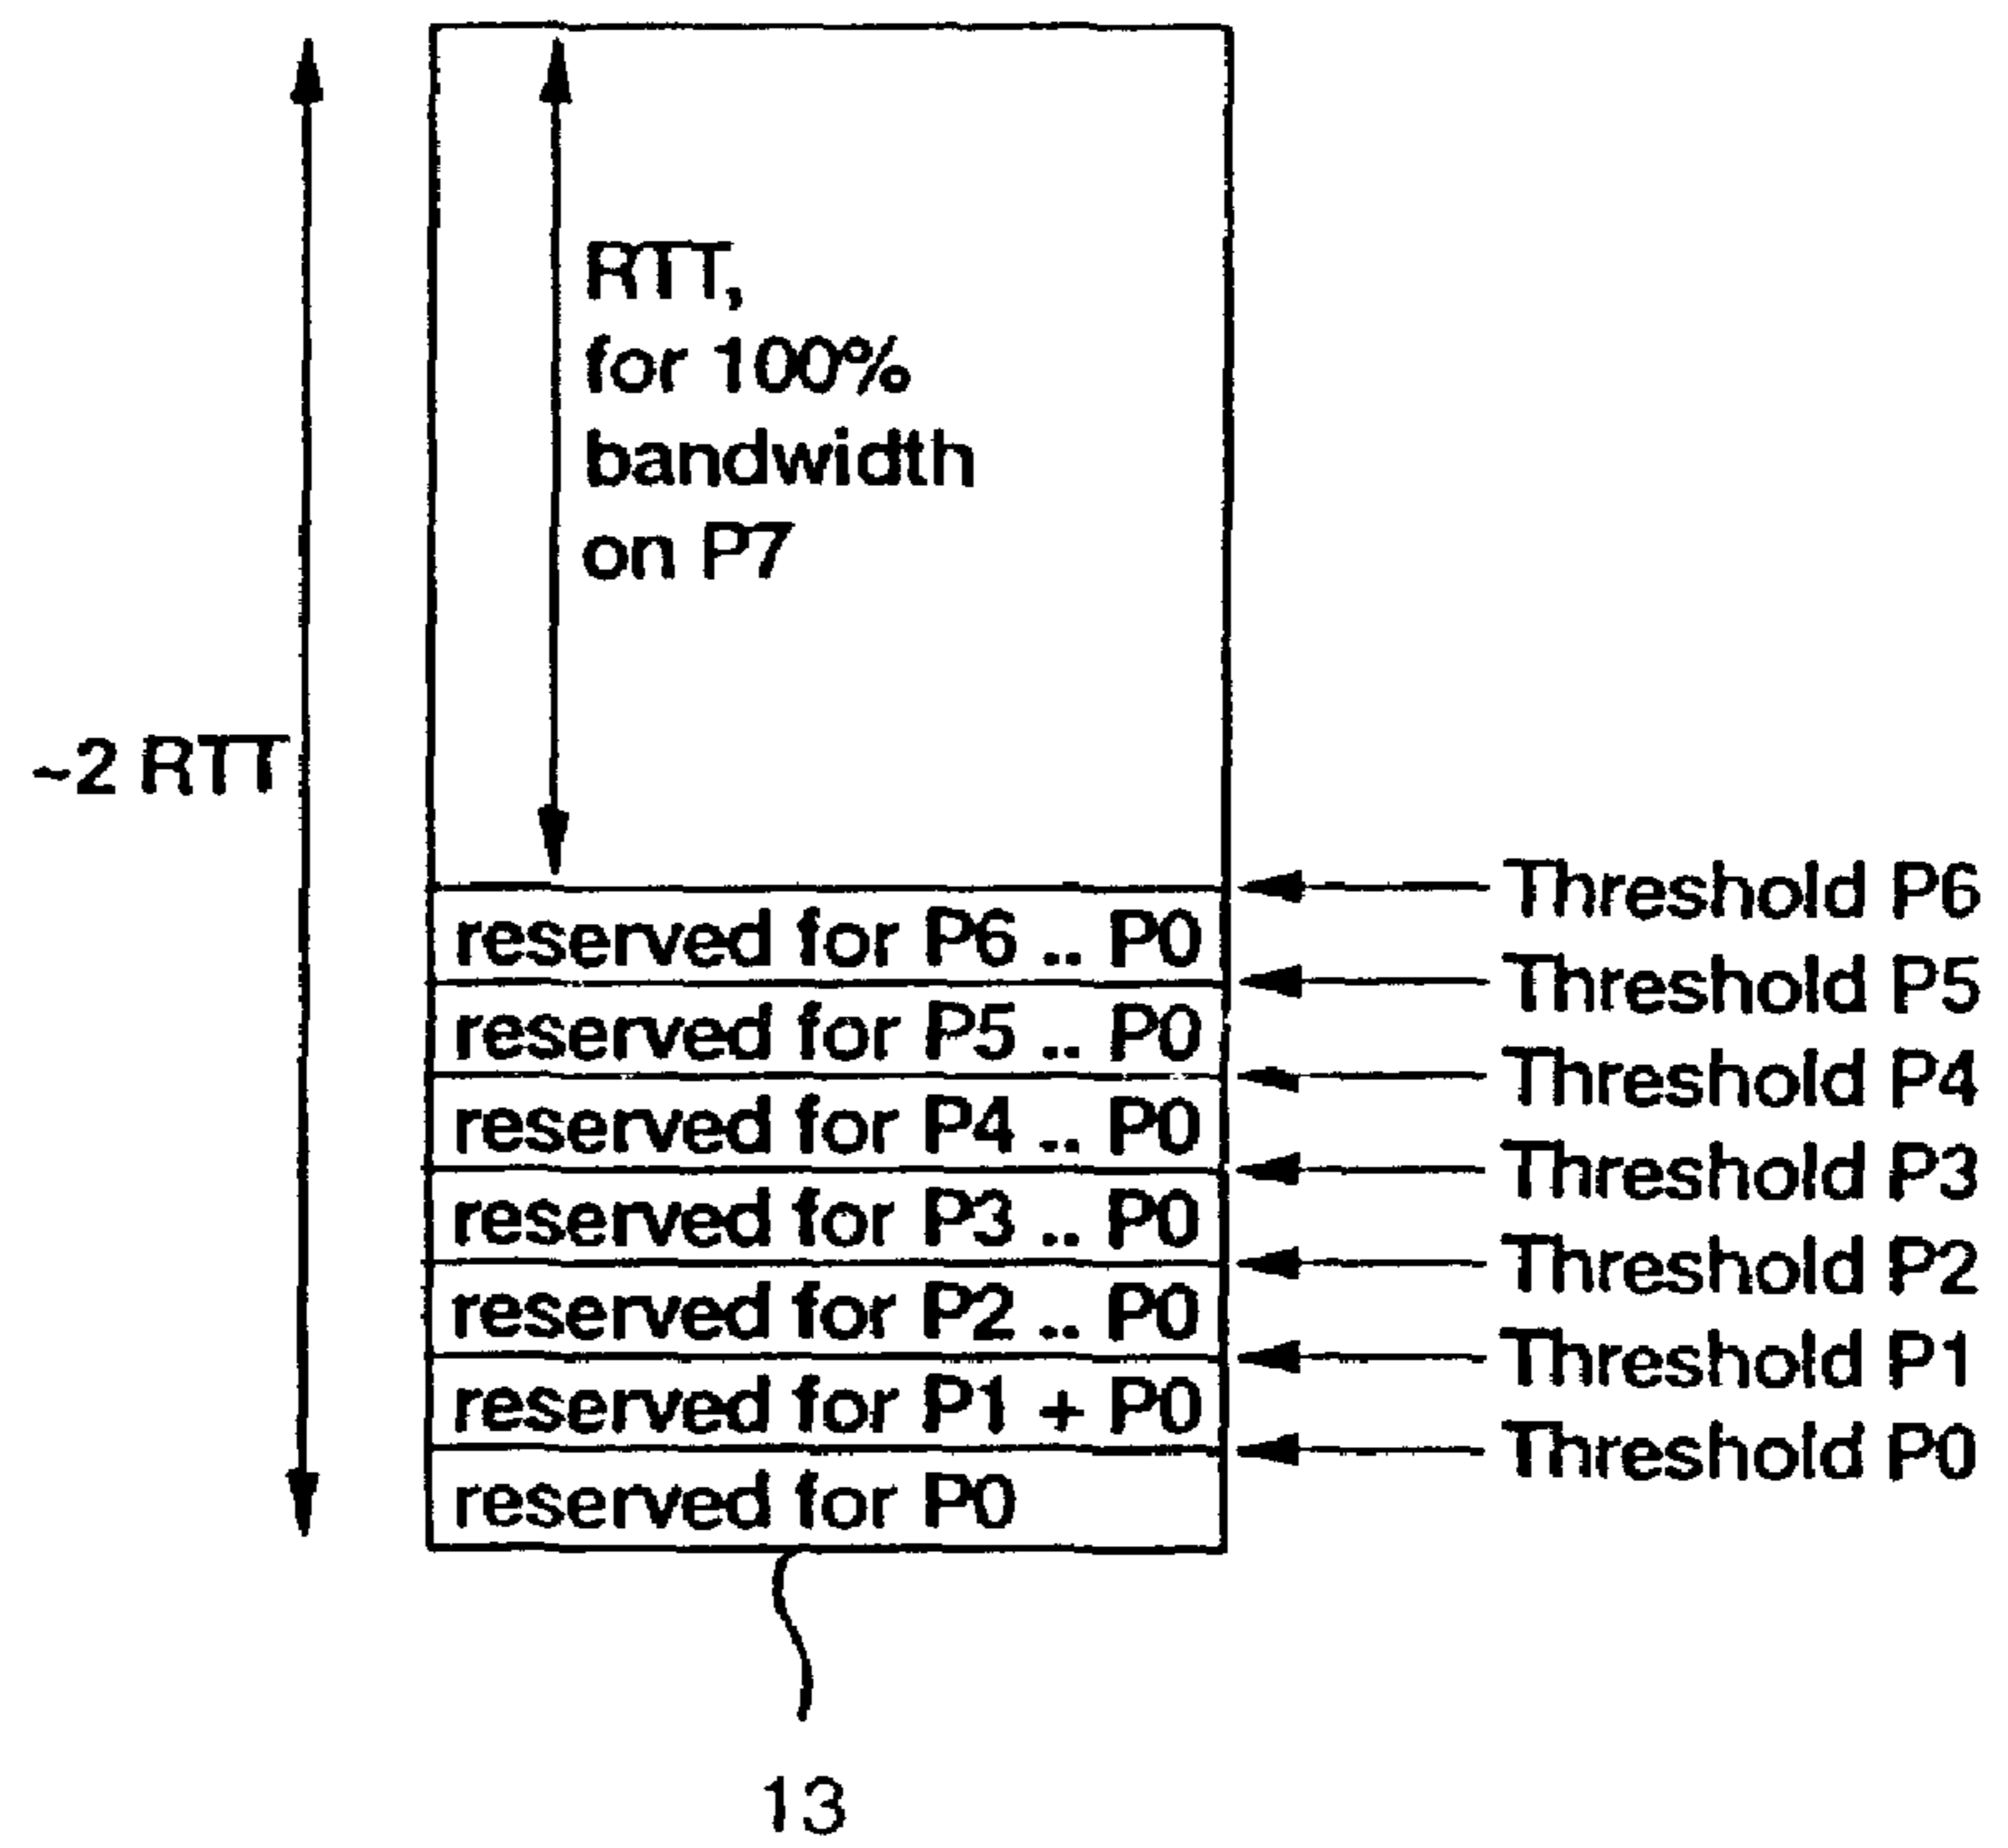 RTT,
for 100%
bandwidth
on P7
~2 RTT
Threshold P6
reserved for P6 .. P0
Threshold P5
reserved for P5 .. P0
Threshold P4
reserved for P4 .. P0
Threshold P3
reserved for P3 .. P0
Threshold P2
reserved for P2 .. P0
Threshold P1
reserved for P1 + P0
Threshold P0
reserved for P0
13